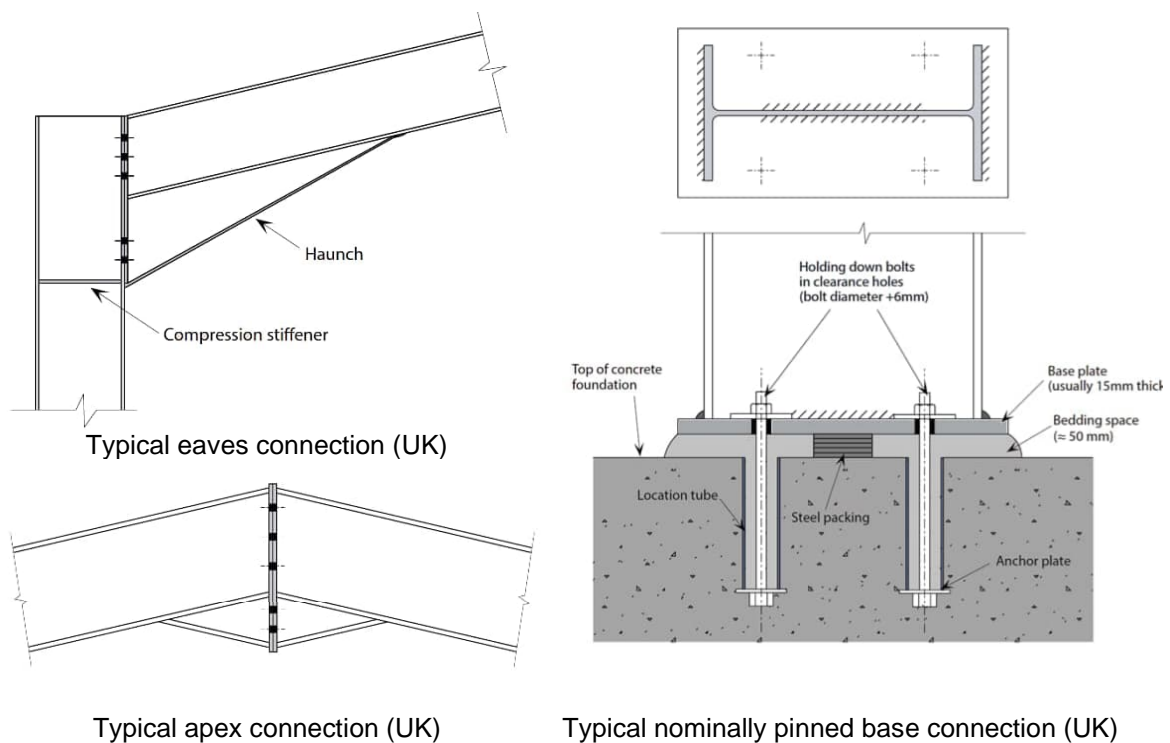 Haunch
Compression stiffener
Typical eaves connection (UK)
Typical apex connection (UK)
Holding down bolts
in clearance holes
(bolt diameter +6mm)
Top of concrete
foundation
Base plate
(usually 15mm thick
Bedding space
(≈ 50 mm)
Location tube
Steel packing
Anchor plate
Typical nominally pinned base connection (UK)